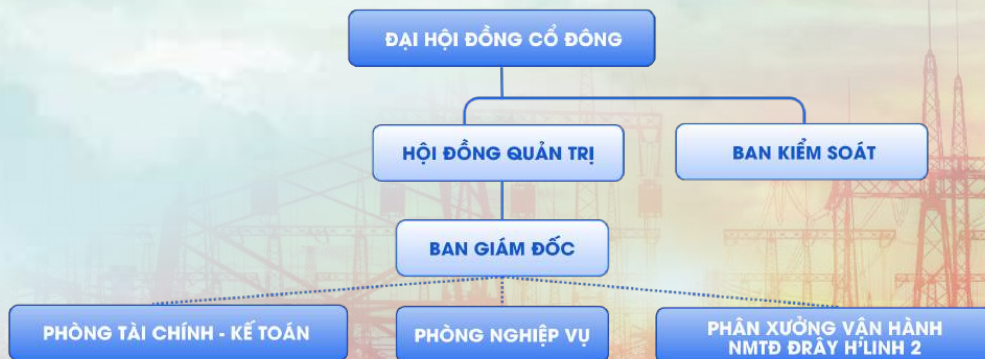 ĐẠI HỘI ĐỒNG CỔ ĐÔNG
HỘI ĐỒNG QUẢN TRỊ
BAN KIỂM SOÁT
BAN GIÁM ĐỐC
PHÒNG TÀI CHÍNH - KẾ TOÁN
PHÒNG NGHIỆP VỤ
PHÂN XƯỞNG VẬN HÀNH
NMTĐ ĐRÂY H'LINH 2